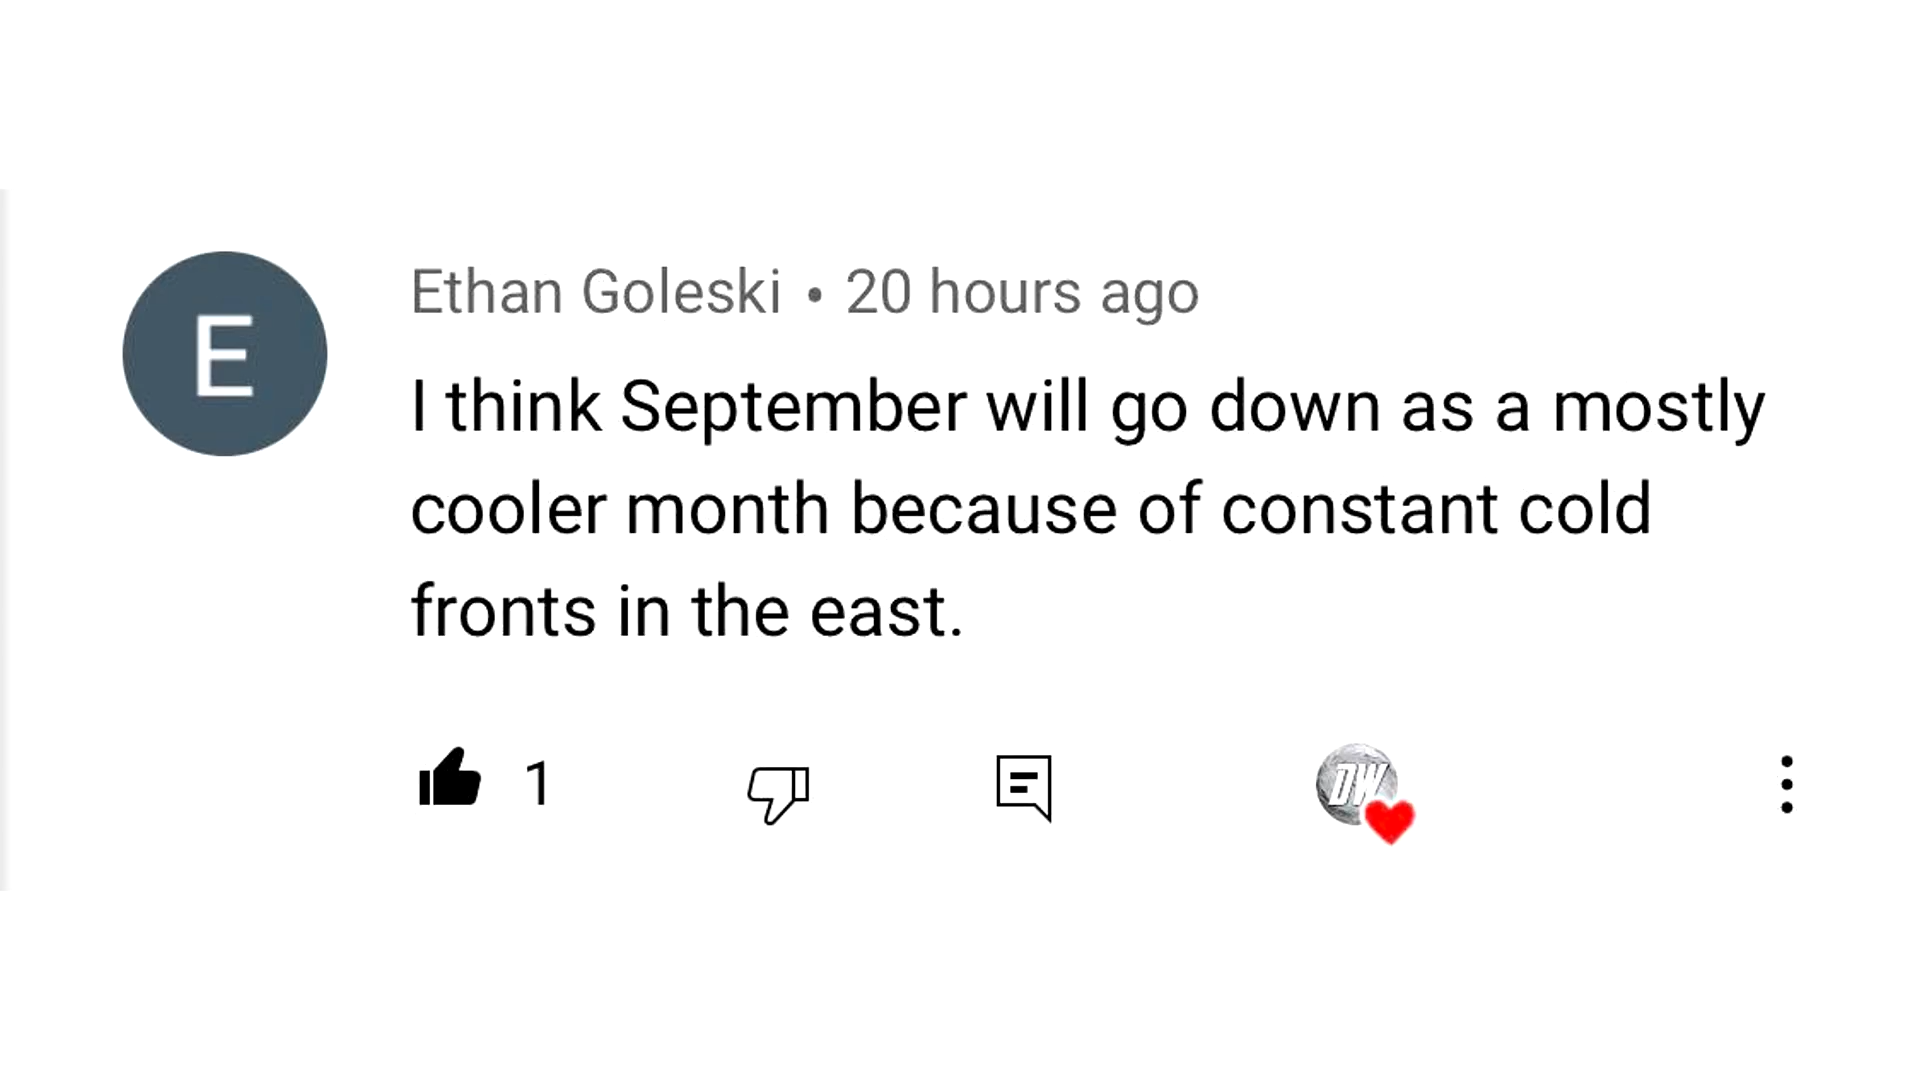 E
Ethan Goleski • 20 hours ago
I think September will go down as a mostly
cooler month because of constant cold
fronts in the east.
1
DW